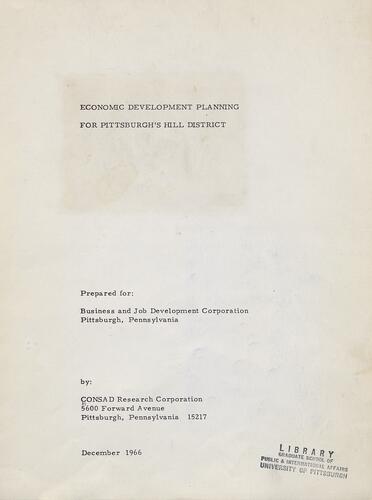 ECONOMIC DEVELOPMENT PLANNING
FOR PITTSBURGH'S HILL DISTRICT
Prepared for:
Business and Job Development Corporation
Pittsburgh, Pennsylvania
by:
CONSAD Research Corporation
5600 Forward Avenue
Pittsburgh, Pennsylvania 15217
December 1966
LIBRARY
GRADUATE SCHOOL OF
PUBLIC & INTERNATIONAL AFFAIRS
UNIVERSITY OF PITTSBURGH